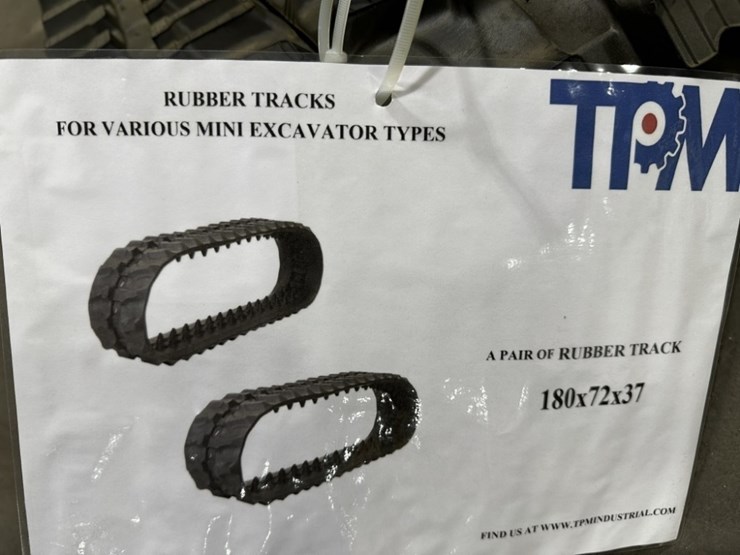 RUBBER TRACKS
FOR VARIOUS MINI EXCAVATOR TYPES
TPM
A PAIR OF RUBBER TRACK
180x72x37
FIND US AT WWW.TPMINDUSTRIAL.COM